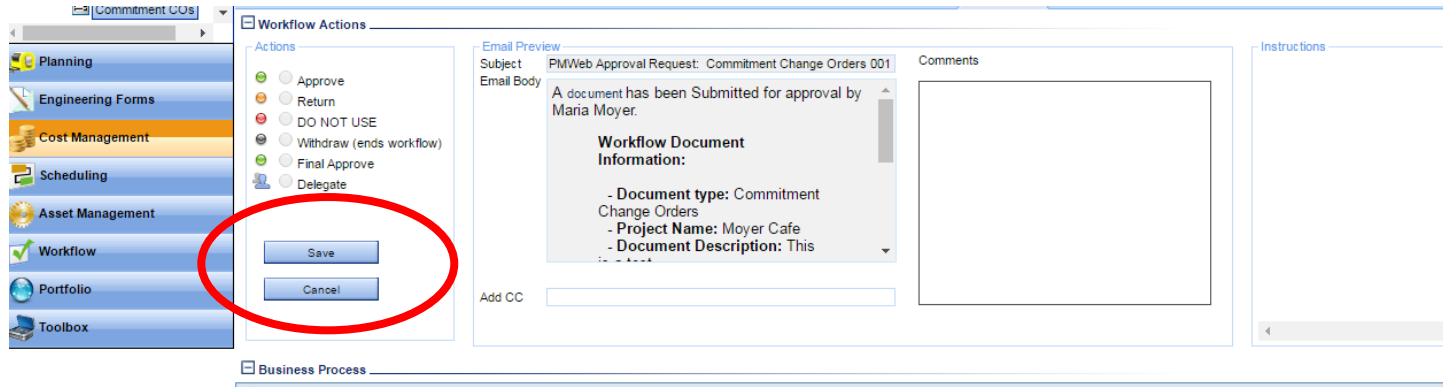 Commitment COs
Planning
Engineering Forms
Cost Management
Scheduling
Asset Management
Workflow
Portfolio
Toolbox
Workflow Actions
Actions
Approve
Return
DO NOT USE
Withdraw (ends workflow)
Final Approve
Delegate
Save
Cancel
Email Preview
Subject PMWeb Approval Request: Commitment Change Orders 001
Email Body
A document has been Submitted for approval by
Maria Moyer.
Workflow Document
Information:
- Document type: Commitment
Change Orders
- Project Name: Moyer Cafe
- Document Description: This
is a test
Add CC
Comments
Instructions
Business Process